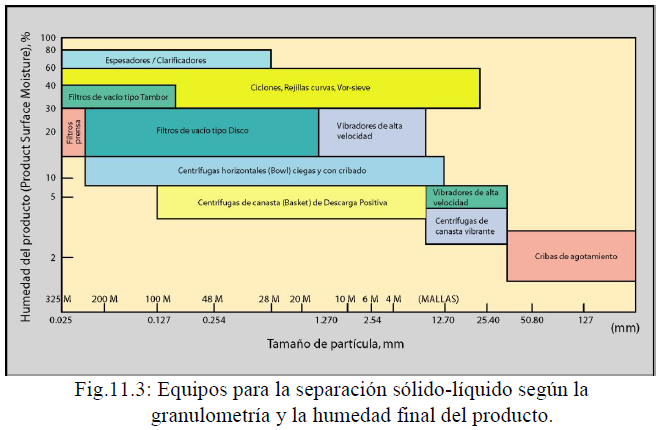 Humedad del producto (Product Surface Moisture), %
100
80
60
40
30
20
10
5
2
Espesadores / Clarificadores
Ciclones, Rejillas curvas, Vor-sieve
Filtros de vacío tipo Tambor
Filtros
prensa
Filtros de vacío tipo Disco
Vibradores de alta
velocidad
Centrífugas horizontales (Bowl) ciegas y con cribado
Centrífugas de canasta (Basket) de Descarga Positiva
Vibradores de alta
velocidad
Centrífugas de
canasta vibrante
Cribas de agotamiento
325 M 200 M 100 M 48 M 28 M 20 M 10 M 6 M 4 M (MALLAS)
0.025 0.127 0.254 1.270 2.54 12.70 25.40 50.80 127
(mm)
Tamaño de partícula, mm
Fig.11.3: Equipos para la separación sólido-líquido según la
granulometría y la humedad final del producto.